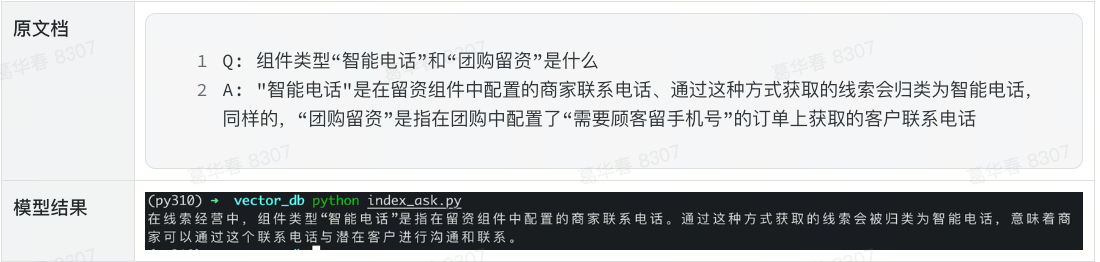 原文档
1 Q: 组件类型“智能电话”和“团购留资”是什么
2 A: "智能电话"是在留资组件中配置的商家联系电话、通过这种方式获取的线索会归类为智能电话，
同样的，“团购留资”是指在团购中配置了“需要顾客留手机号”的订单上获取的客户联系电话
模型结果
(py310) → vector_db python index_ask.py
在线索经营中，组件类型“智能电话”是指在留资组件中配置的商家联系电话。通过这种方式获取的线索会被归类为智能电话，意味着商
家可以通过这个联系电话与潜在客户进行沟通和联系。
葛华春 8307
葛华春 8307
葛华春 8307
葛华春 8307
葛华春 8307
葛华春 8307